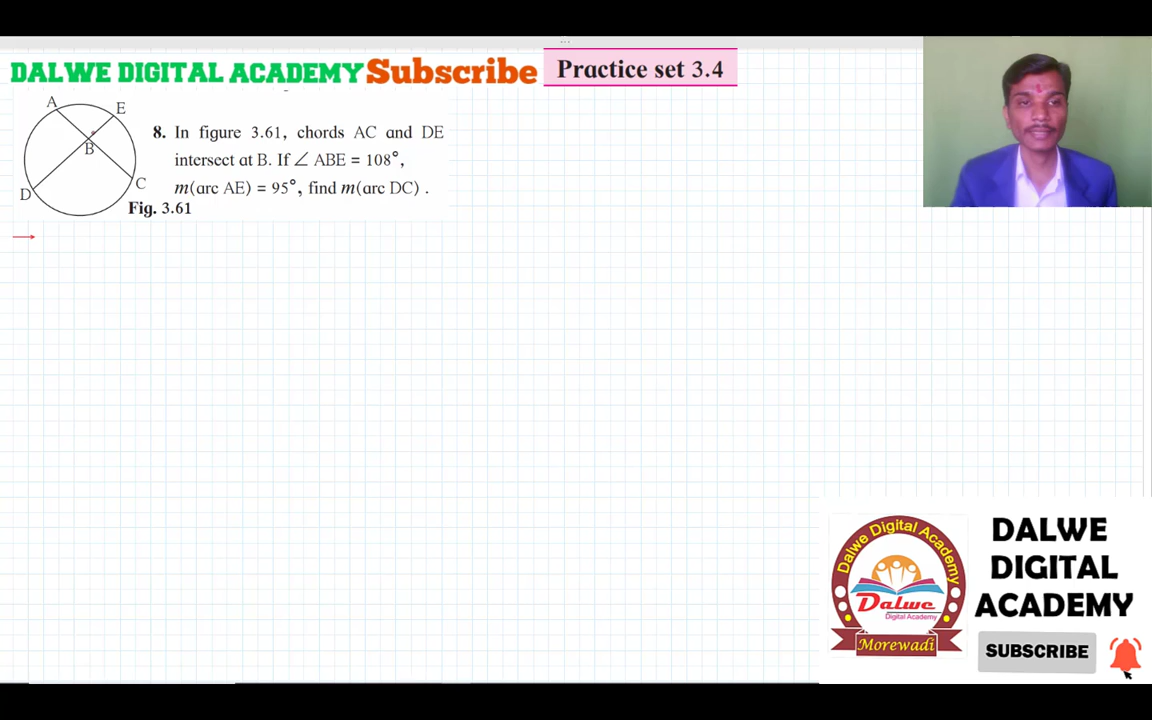 DALWE DIGITAL ACADEMY Subscribe
Practice set 3.4
A
E
B
C
D
8. In figure 3.61, chords AC and DE
intersect at B. If ∠ ABE = 108°,
m(arc AE) = 95°, find m(arc DC) .
Fig. 3.61
Dalwe Digital Academy
Dalwe
Digital Academy
Morewadi
DALWE
DIGITAL
ACADEMY
SUBSCRIBE